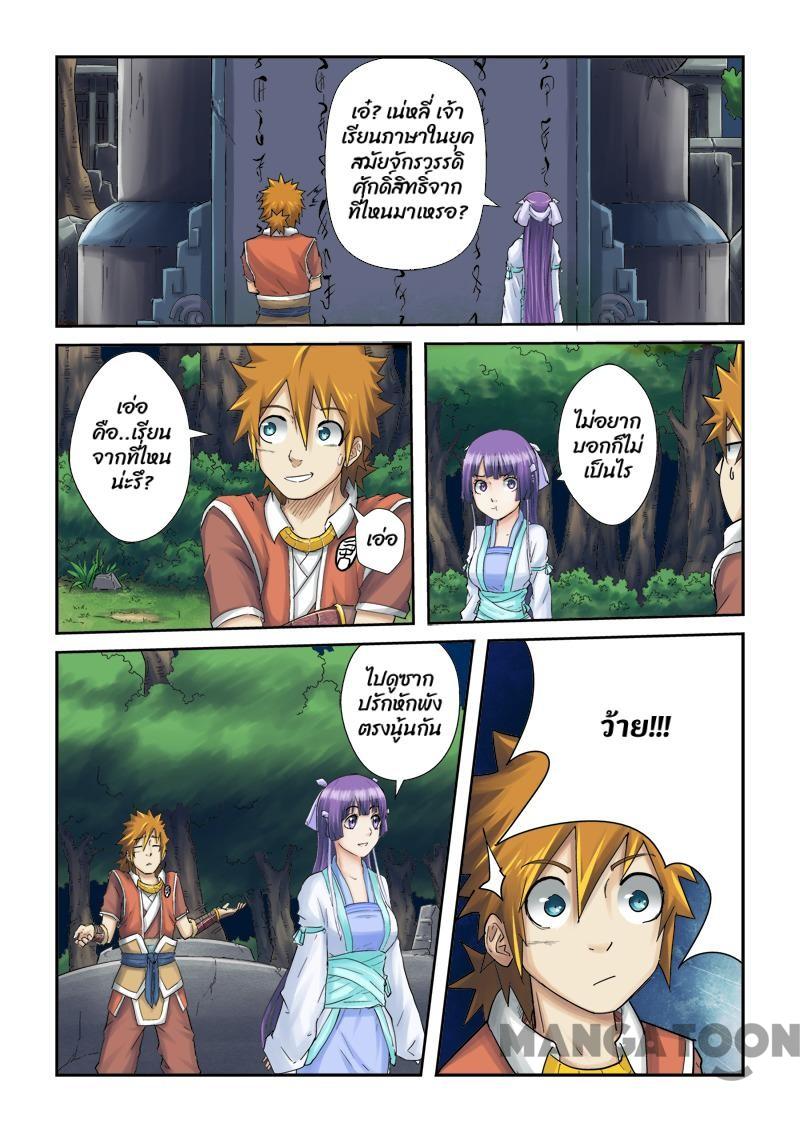 เอ๋? เน่หลี่ เจ้า
เรียนภาษาในยุค
สมัยจักรวรรดิ
ศักดิ์สิทธิ์จาก
ที่ไหนมาเหรอ?
เอ่อ
คือ..เรียน
จากที่ไหน
น่ะรึ?
เอ่อ
ไม่อยาก
บอกก็ไม่
เป็นไร
ไปดูซาก
ปรักหักพัง
ตรงนู้นกัน
ว้าย!!!
MANGATOON